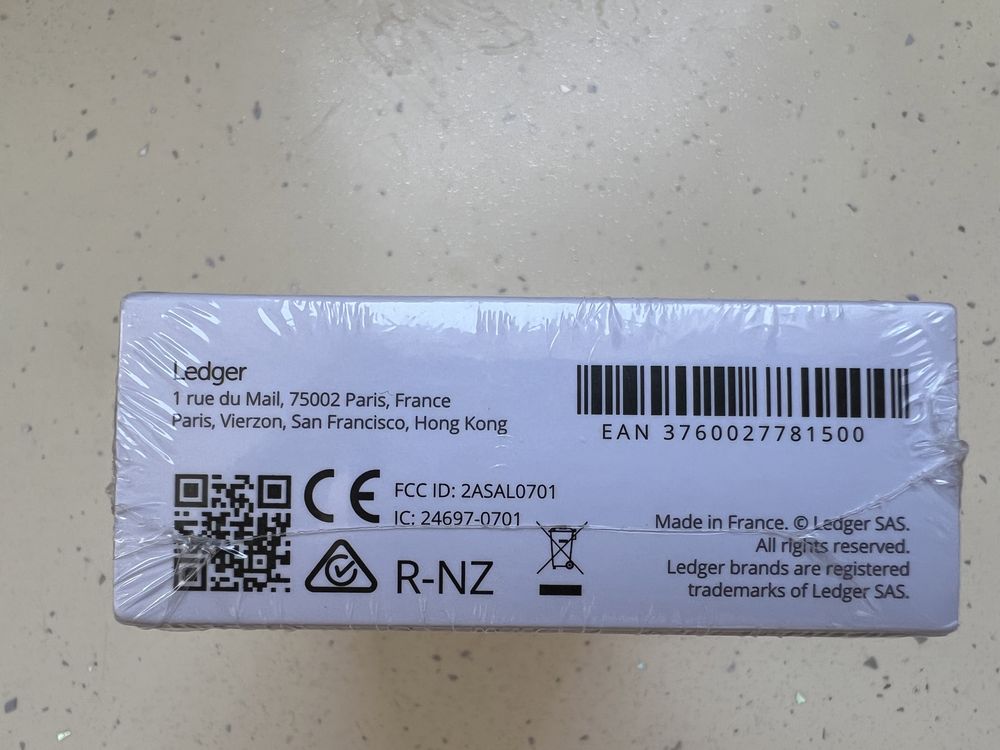 Ledger
1 rue du Mail, 75002 Paris, France
Paris, Vierzon, San Francisco, Hong Kong
EAN 3760027781500
CE
FCC ID: 2ASAL0701
IC: 24697-0701
R-NZ
Made in France. © Ledger SAS.
All rights reserved.
Ledger brands are registered
trademarks of Ledger SAS.